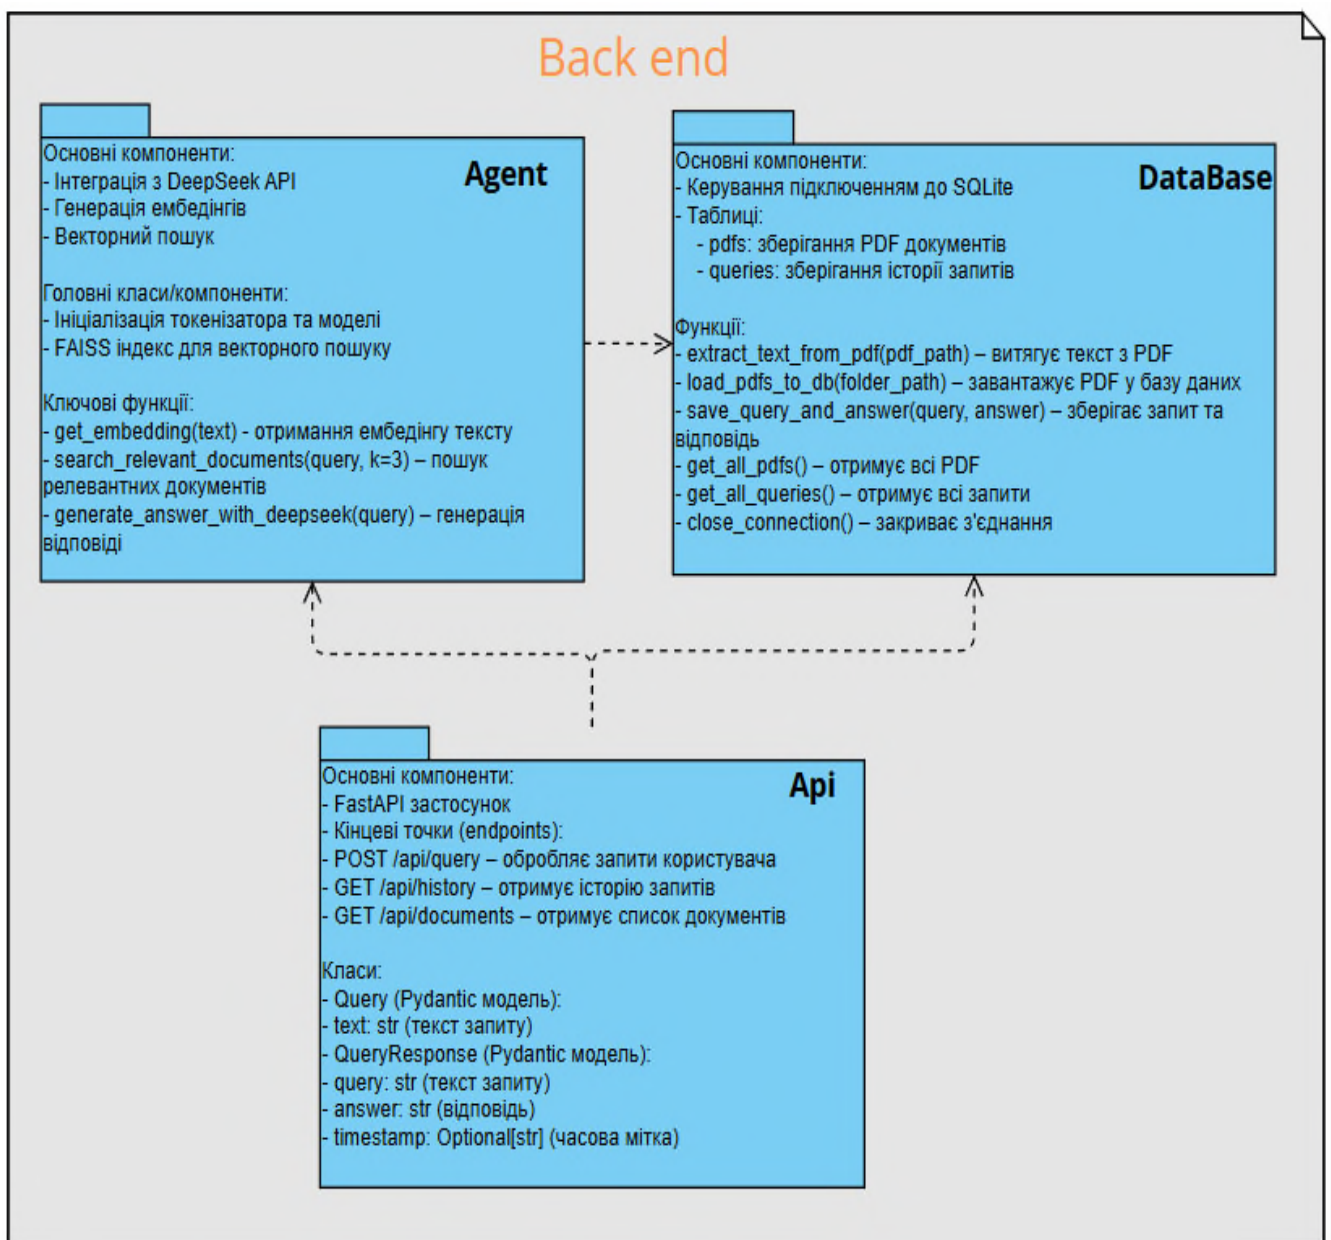 Back end
Agent
Основні компоненти:
- Інтеграція з DeepSeek API
- Генерація ембедінгів
- Векторний пошук
Головні класи/компоненти:
- Ініціалізація токенізатора та моделі
- FAISS індекс для векторного пошуку
Ключові функції:
- get_embedding(text) - отримання ембедінгу тексту
- search_relevant_documents(query, k=3) – пошук
релевантних документів
- generate_answer_with_deepseek(query) – генерація
відповіді
DataBase
Основні компоненти:
- Керування підключенням до SQLite
- Таблиці:
- pdfs: зберігання PDF документів
- queries: зберігання історії запитів
Функції:
- extract_text_from_pdf(pdf_path) – витягує текст з PDF
- load_pdfs_to_db(folder_path) – завантажує PDF у базу даних
- save_query_and_answer(query, answer) – зберігає запит та
відповідь
- get_all_pdfs() – отримує всі PDF
- get_all_queries() – отримує всі запити
- close_connection() – закриває з'єднання
Api
Основні компоненти:
- FastAPI застосунок
- Кінцеві точки (endpoints):
- POST /api/query – обробляє запити користувача
- GET /api/history – отримує історію запитів
- GET /api/documents – отримує список документів
Класи:
- Query (Pydantic модель):
- text: str (текст запиту)
- QueryResponse (Pydantic модель):
- query: str (текст запиту)
- answer: str (відповідь)
- timestamp: Optional[str] (часова мітка)